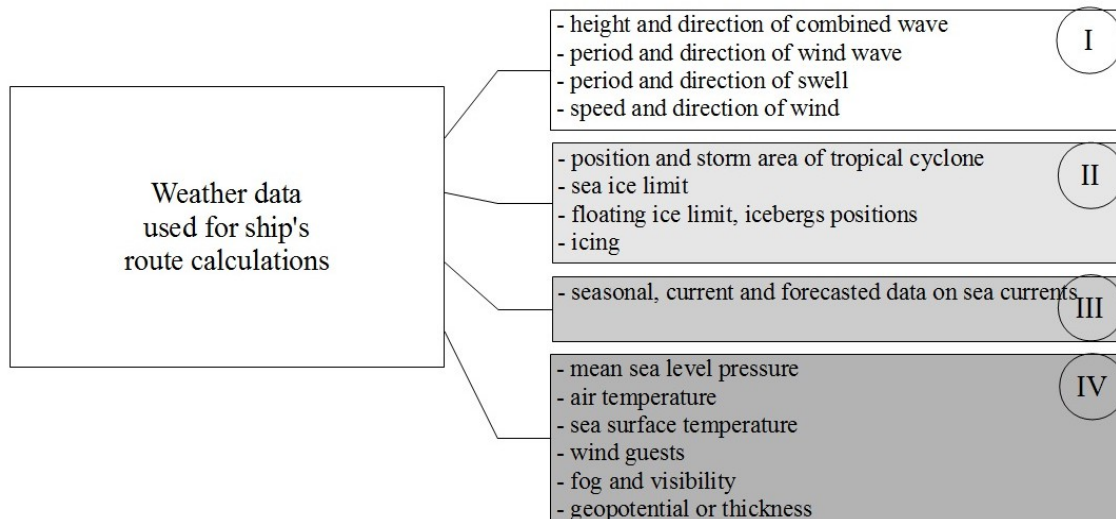 Weather data
used for ship's
route calculations
- height and direction of combined wave
- period and direction of wind wave
- period and direction of swell
- speed and direction of wind
I
- position and storm area of tropical cyclone
- sea ice limit
- floating ice limit, icebergs positions
- icing
II
- seasonal, current and forecasted data on sea currents
III
- mean sea level pressure
- air temperature
- sea surface temperature
- wind guests
- fog and visibility
- geopotential or thickness
IV